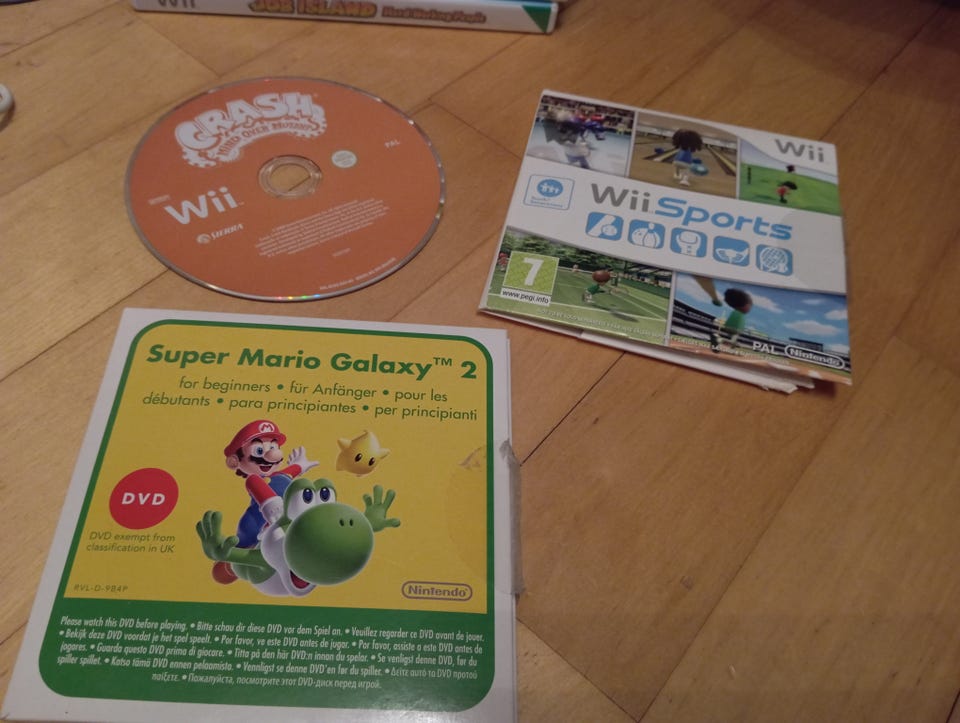 Wii
JOB ISLAND Hard Working People
CRASH
MIND OVER MUTANT
PAL
Wii™
SIERRA
Wii
Wii Sports
7
www.pegi.info
PAL Nintendo
Super Mario Galaxy™ 2
for beginners • für Anfänger • pour les
débutants • para principiantes • per principianti
DVD
DVD exempt from
classification in UK
Nintendo
RVL-D-9B4P
Please watch this DVD before playing. • Bitte schau dir diese DVD vor dem Spiel an. • Veuillez regarder ce DVD avant de jouer.
• Bekijk deze DVD voordat je het spel speelt. • Por favor, ve este DVD antes de jugar. • Por favor, assiste o este DVD antes de
jogares. • Guarda questo DVD prima di giocare. • Titta på den här DVD:n innan du spelar. • Se venligst denne DVD, før du
spiller spillet. • Katso tämä DVD ennen pelaamista. • Vennligst se denne DVD'en før du spiller. • Δείτε αυτό το DVD προτού
παίξετε. • Пожалуйста, посмотрите этот DVD-диск перед игрой.